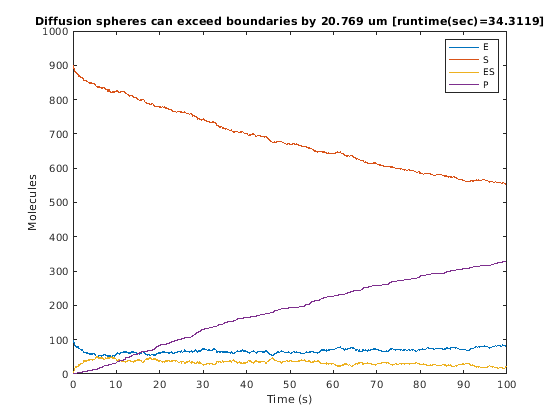 Diffusion spheres can exceed boundaries by 20.769 um [runtime(sec)=34.3119]
1000
900
800
700
600
500
400
300
200
100
0
Molecules
E
S
ES
P
0 10 20 30 40 50 60 70 80 90 100
Time (s)